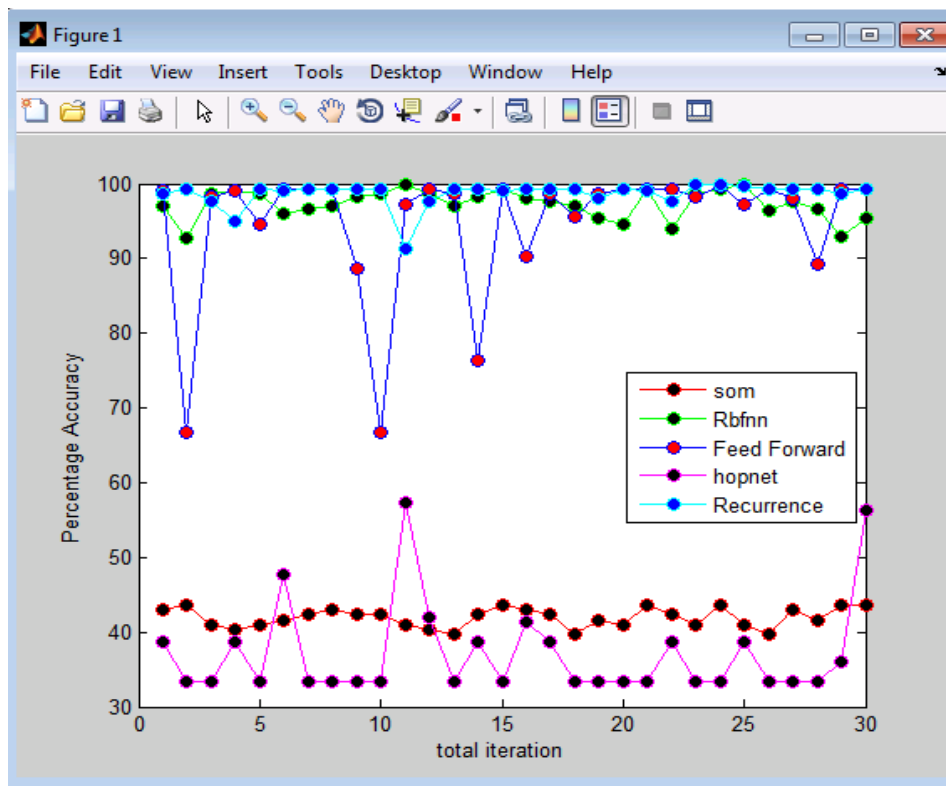 Figure 1
File Edit View Insert Tools Desktop Window Help
100
90
80
70
60
50
40
30
Percentage Accuracy
som
Rbfnn
Feed Forward
hopnet
Recurrence
0 5 10 15 20 25 30
total iteration